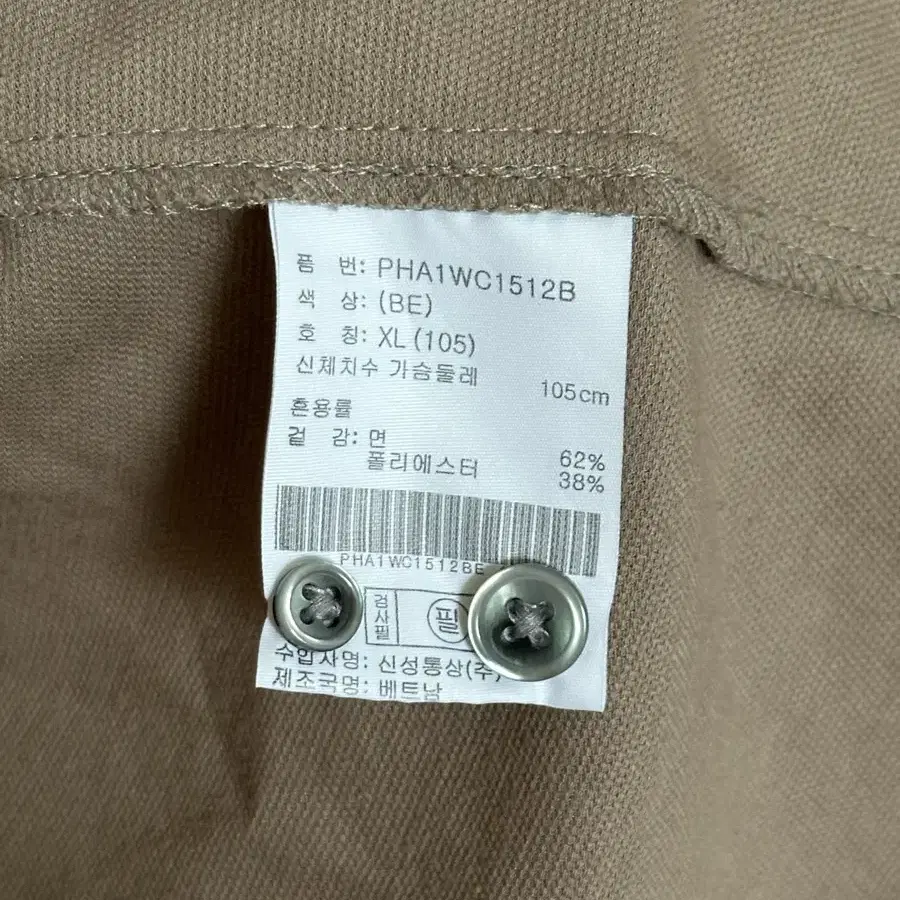 품 번: PHA1WC1512B
색 상: (BE)
호 칭: XL (105)
신체치수 가슴둘레 105cm
혼용률
겉 감: 면 62%
폴리에스터 38%
PHA1WC1512BE
검사필 필
수입자명: 신성통상(주)
제조국명: 베트남